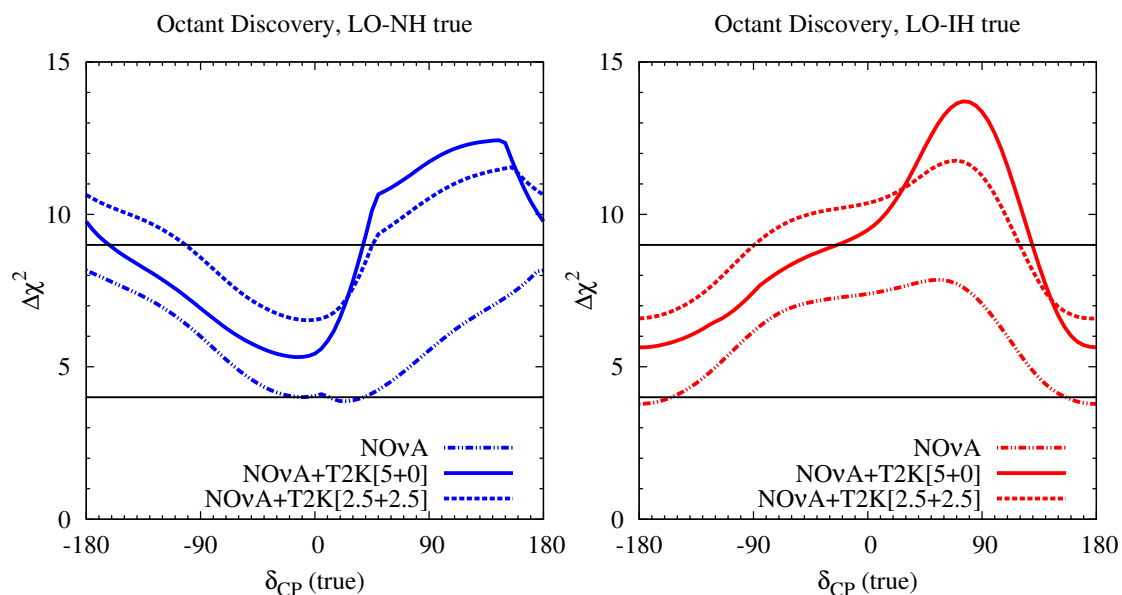 Octant Discovery, LO-NH true
15
10
5
0
Δχ²
-180 -90 0 90 180
δCP (true)
NOνA
NOνA+T2K[5+0]
NOνA+T2K[2.5+2.5]
Octant Discovery, LO-IH true
15
10
5
0
Δχ²
-180 -90 0 90 180
δCP (true)
NOνA
NOνA+T2K[5+0]
NOνA+T2K[2.5+2.5]